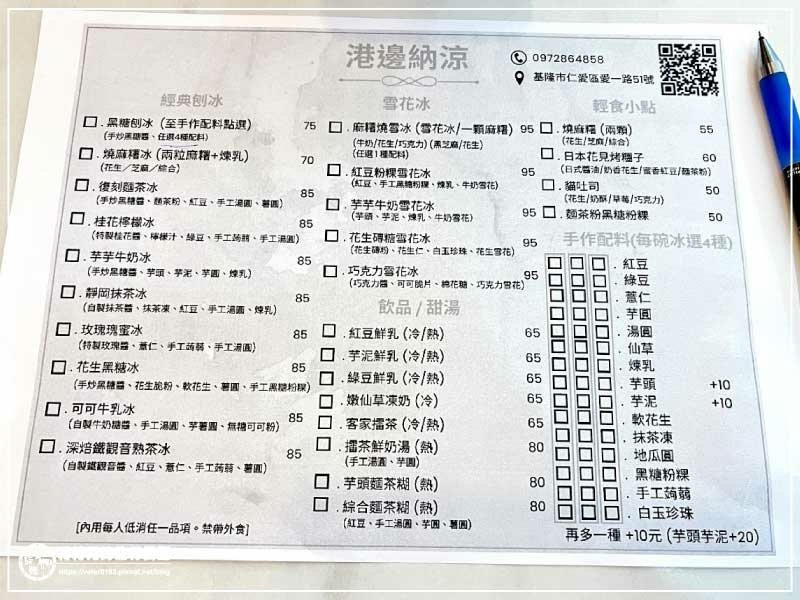 港邊納涼
0972864858
基隆市仁愛區愛一路51號
經典刨冰
黑糖刨冰 (至手作配料點選) 75
(手炒黑糖醬、任選4種配料)
燒麻糬冰 (兩粒麻糬+煉乳) 70
(花生/芝麻/綜合)
復刻麵茶冰 85
(手炒黑糖醬、麵茶粉、紅豆、手工湯圓、薯圓)
桂花檸檬冰 85
(特製桂花醬、檸檬汁、綠豆、手工蒟蒻、手工湯圓)
芋芋牛奶冰 85
(手炒黑糖醬、芋頭、芋泥、芋圓、煉乳)
靜岡抹茶冰 85
(自製抹茶醬、抹茶凍、紅豆、手工湯圓、煉乳)
玫瑰瑰蜜冰 85
(特製玫瑰醬、薏仁、手工蒟蒻、手工湯圓)
花生黑糖冰 85
(手炒黑糖醬、花生脆粉、軟花生、薯圓、手工黑糖粉粿)
可可牛乳冰 85
(自製牛奶糖醬、手工湯圓、芋薯圓、無糖可可粉)
深焙鐵觀音熟茶冰 85
(自製鐵觀音醬、紅豆、薏仁、手工蒟蒻、薯圓)
[內用每人低消任一品項。禁帶外食]
雪花冰
麻糬燒雪冰 (雪花冰/一顆麻糬) 95
(牛奶/花生/巧克力) (黑芝麻/花生)
(任選1種配料)
紅豆粉粿雪花冰 95
(紅豆、手工黑糖粉粿、煉乳、牛奶雪花)
芋芋牛奶雪花冰 95
(芋頭、芋泥、煉乳、牛奶雪花)
花生磚糖雪花冰 95
(花生磚粉、花生仁、白玉珍珠、花生雪花)
巧克力雪花冰 95
(巧克力醬、可可脆片、棉花糖、巧克力雪花)
飲品 / 甜湯
紅豆鮮乳 (冷/熱) 65
芋泥鮮乳 (冷/熱) 65
綠豆鮮乳 (冷/熱) 65
嫩仙草凍奶 (冷) 65
客家擂茶 (冷/熱) 65
擂茶鮮奶湯 (熱) 80
(手工湯圓、芋圓)
芋頭麵茶糊 (熱) 80
綜合麵茶糊 (熱) 80
(紅豆、手工湯圓、芋圓、薯圓)
輕食小點
燒麻糬 (兩顆) 55
(花生/芝麻/綜合)
日本花見烤糰子 60
(日式醬油/奶香花生/蜜香紅豆/麵茶粉)
貓吐司 50
(花生/奶酥/草莓/巧克力)
麵茶粉黑糖粉粿 50
手作配料(每碗冰選4種)
紅豆
綠豆
薏仁
芋圓
湯圓
仙草
煉乳
芋頭 +10
芋泥 +10
軟花生
抹茶凍
地瓜圓
黑糖粉粿
手工蒟蒻
白玉珍珠
再多一種 +10元 (芋頭芋泥+20)